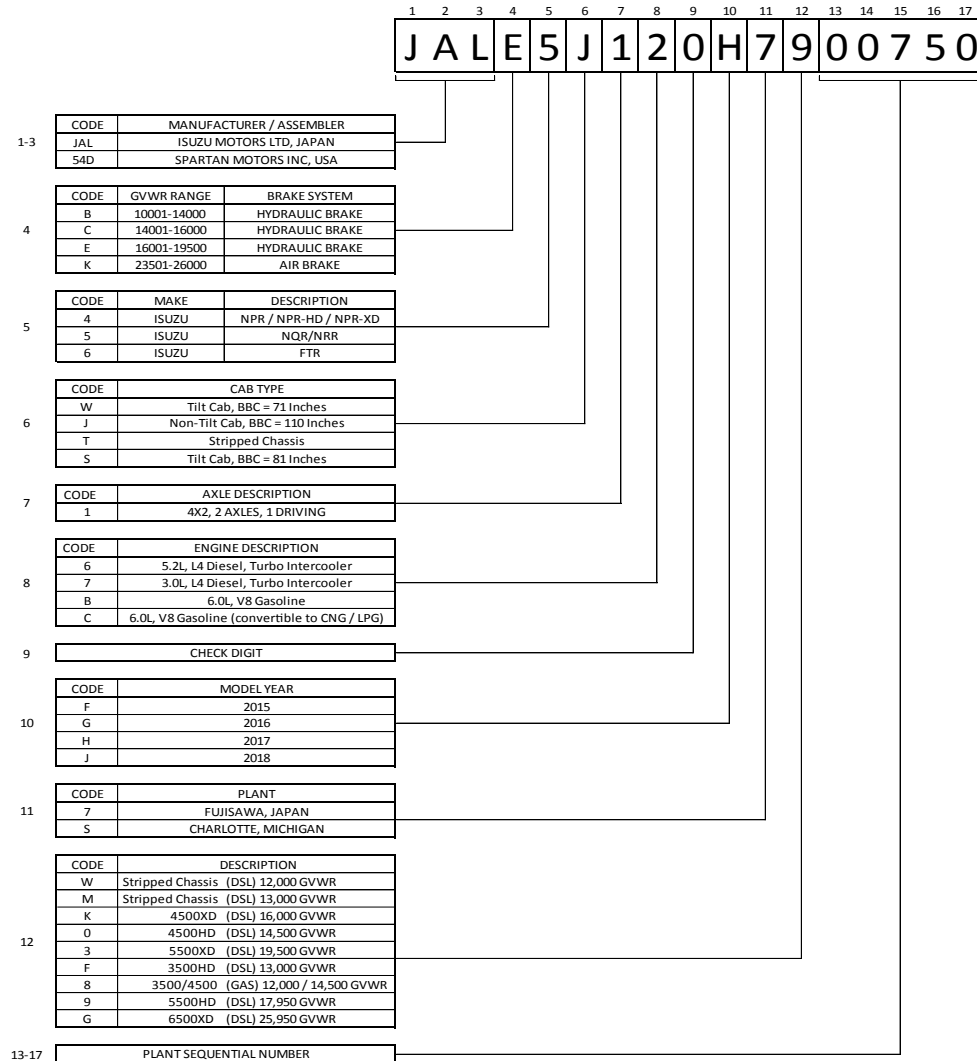 1 2 3 4 5 6 7 8 9 10 11 12 13 14 15 16 17
J A L E 5 J 1 2 0 H 7 9 0 0 7 5 0
1-3
CODE MANUFACTURER / ASSEMBLER
JAL ISUZU MOTORS LTD, JAPAN
54D SPARTAN MOTORS INC, USA
4
CODE GVWR RANGE BRAKE SYSTEM
B 10001-14000 HYDRAULIC BRAKE
C 14001-16000 HYDRAULIC BRAKE
E 16001-19500 HYDRAULIC BRAKE
K 23501-26000 AIR BRAKE
5
CODE MAKE DESCRIPTION
4 ISUZU NPR / NPR-HD / NPR-XD
5 ISUZU NQR/NRR
6 ISUZU FTR
6
CODE CAB TYPE
W Tilt Cab, BBC = 71 Inches
J Non-Tilt Cab, BBC = 110 Inches
T Stripped Chassis
S Tilt Cab, BBC = 81 Inches
7
CODE AXLE DESCRIPTION
1 4X2, 2 AXLES, 1 DRIVING
8
CODE ENGINE DESCRIPTION
6 5.2L, L4 Diesel, Turbo Intercooler
7 3.0L, L4 Diesel, Turbo Intercooler
B 6.0L, V8 Gasoline
C 6.0L, V8 Gasoline (convertible to CNG / LPG)
9
CHECK DIGIT
10
CODE MODEL YEAR
F 2015
G 2016
H 2017
J 2018
11
CODE PLANT
7 FUJISAWA, JAPAN
S CHARLOTTE, MICHIGAN
12
CODE DESCRIPTION
W Stripped Chassis (DSL) 12,000 GVWR
M Stripped Chassis (DSL) 13,000 GVWR
K 4500XD (DSL) 16,000 GVWR
0 4500HD (DSL) 14,500 GVWR
3 5500XD (DSL) 19,500 GVWR
F 3500HD (DSL) 13,000 GVWR
8 3500/4500 (GAS) 12,000 / 14,500 GVWR
9 5500HD (DSL) 17,950 GVWR
G 6500XD (DSL) 25,950 GVWR
13-17
PLANT SEQUENTIAL NUMBER